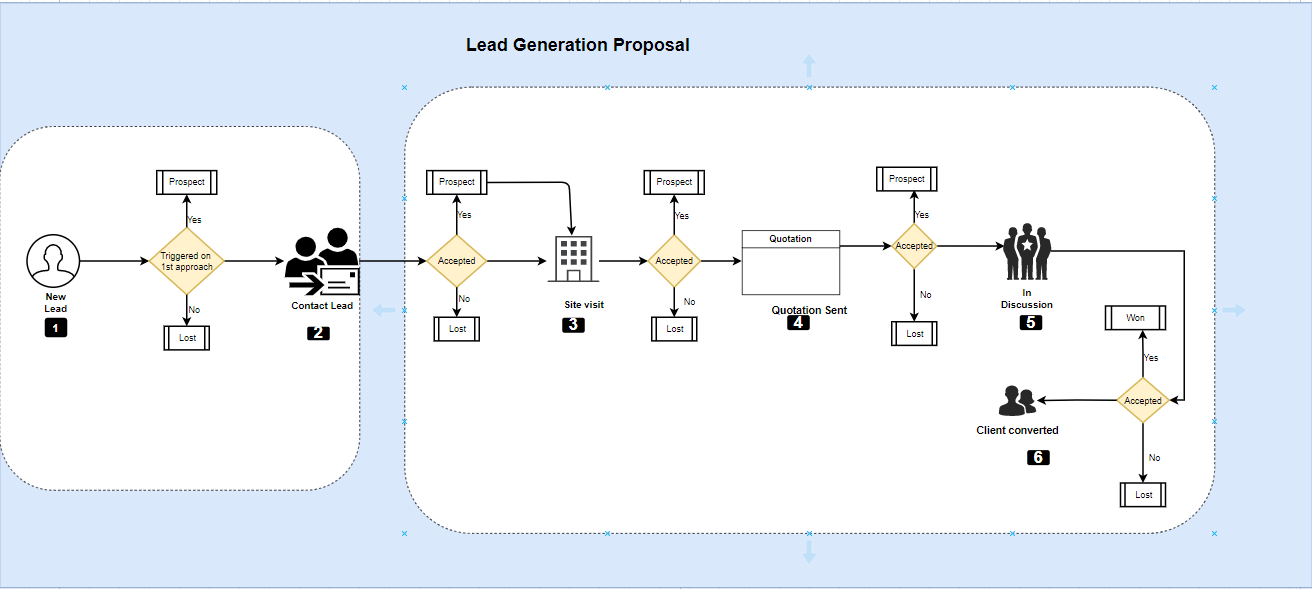 Lead Generation Proposal
Prospect
Yes
Triggered on
1st approach
No
Lost
New
Lead
1
Contact Lead
2
Prospect
Yes
Accepted
No
Lost
Site visit
3
Prospect
Yes
Accepted
No
Lost
Quotation
Quotation Sent
4
Prospect
Yes
Accepted
No
Lost
In
Discussion
5
Won
Yes
Accepted
No
Lost
Client converted
6